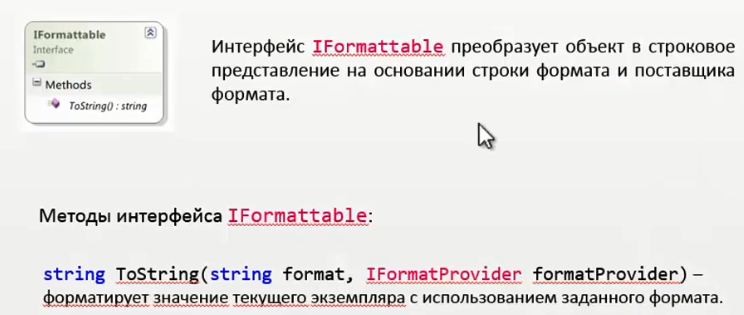 IFormattable
Interface
Methods
ToString() : string
Интерфейс IFormattable преобразует объект в строковое
представление на основании строки формата и поставщика
формата.
Методы интерфейса IFormattable:
string ToString(string format, IFormatProvider formatProvider) –
форматирует значение текущего экземпляра с использованием заданного формата.